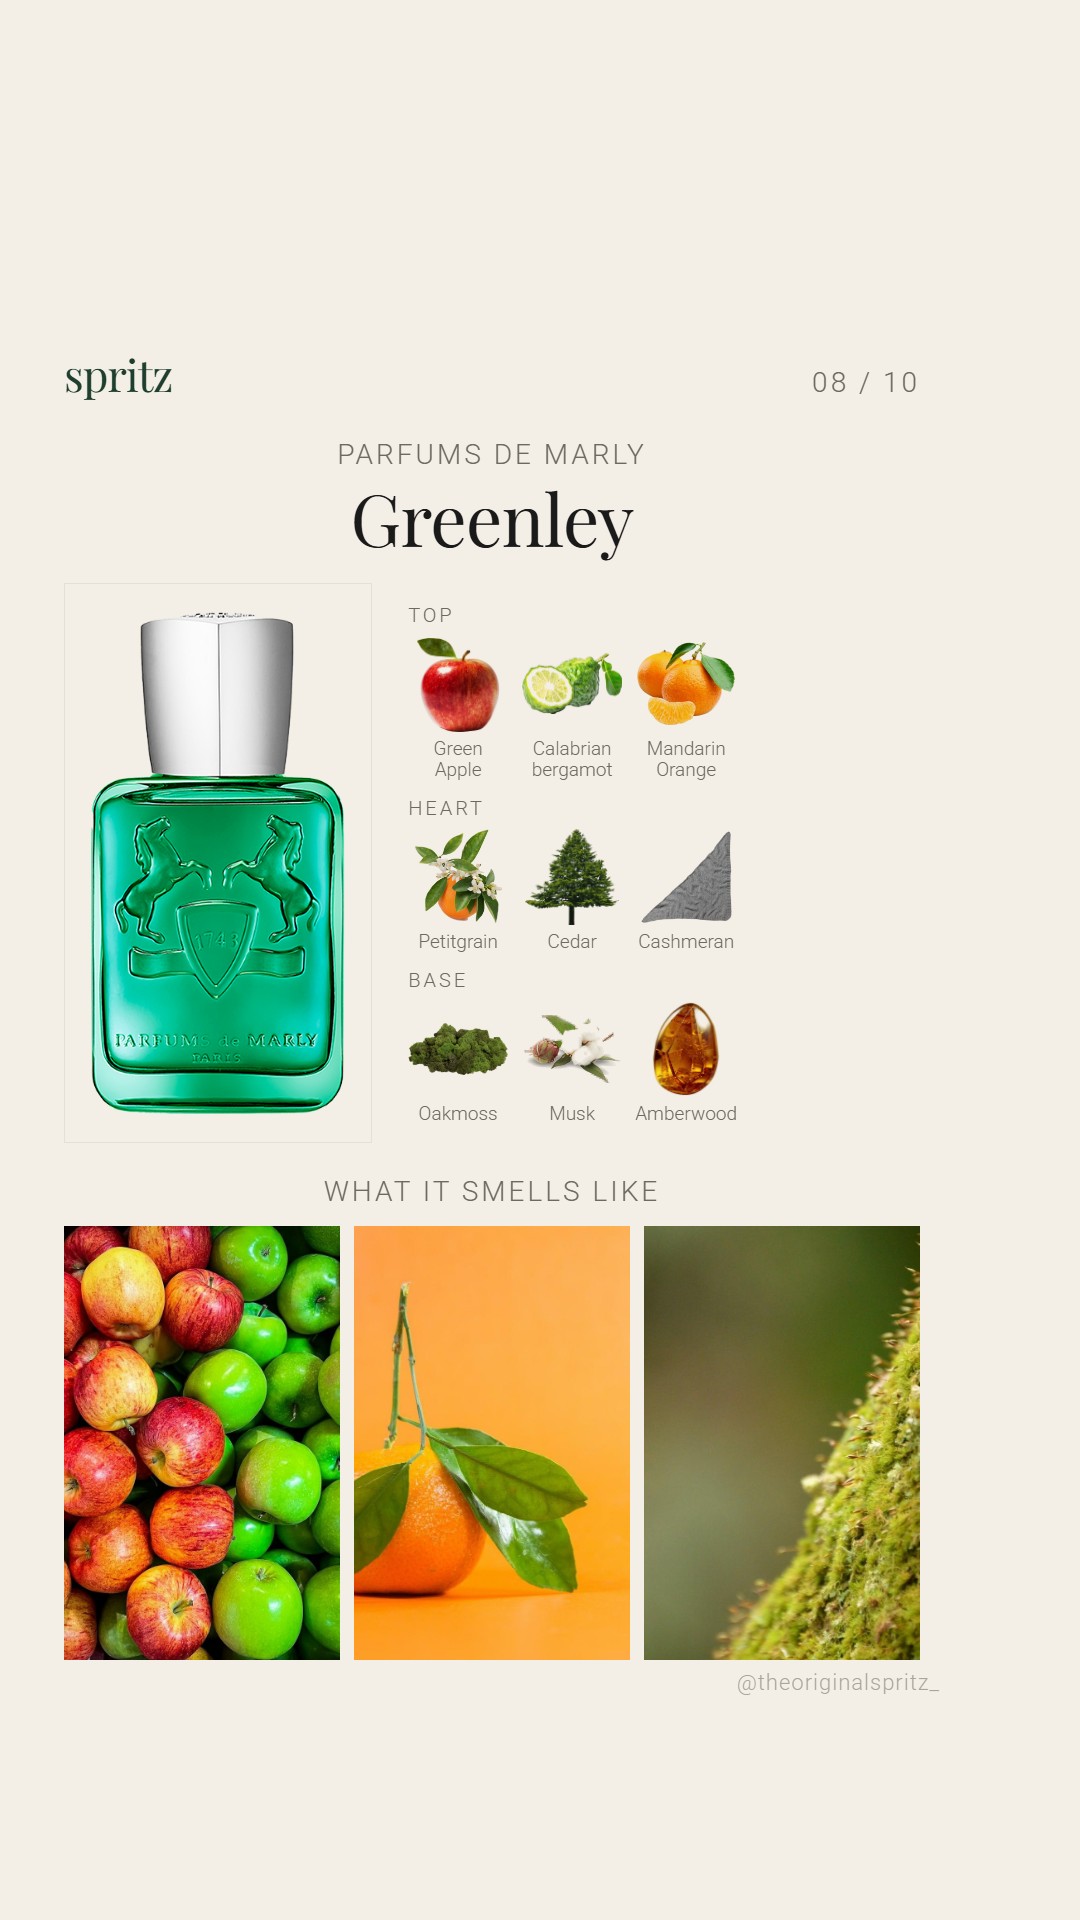 spritz
08 / 10
PARFUMS DE MARLY
Greenley
TOP
Green Apple
Calabrian bergamot
Mandarin Orange
HEART
Petitgrain
Cedar
Cashmeran
BASE
Oakmoss
Musk
Amberwood
1743
PARFUMS de MARLY
PARIS
WHAT IT SMELLS LIKE
@theoriginalspritz_